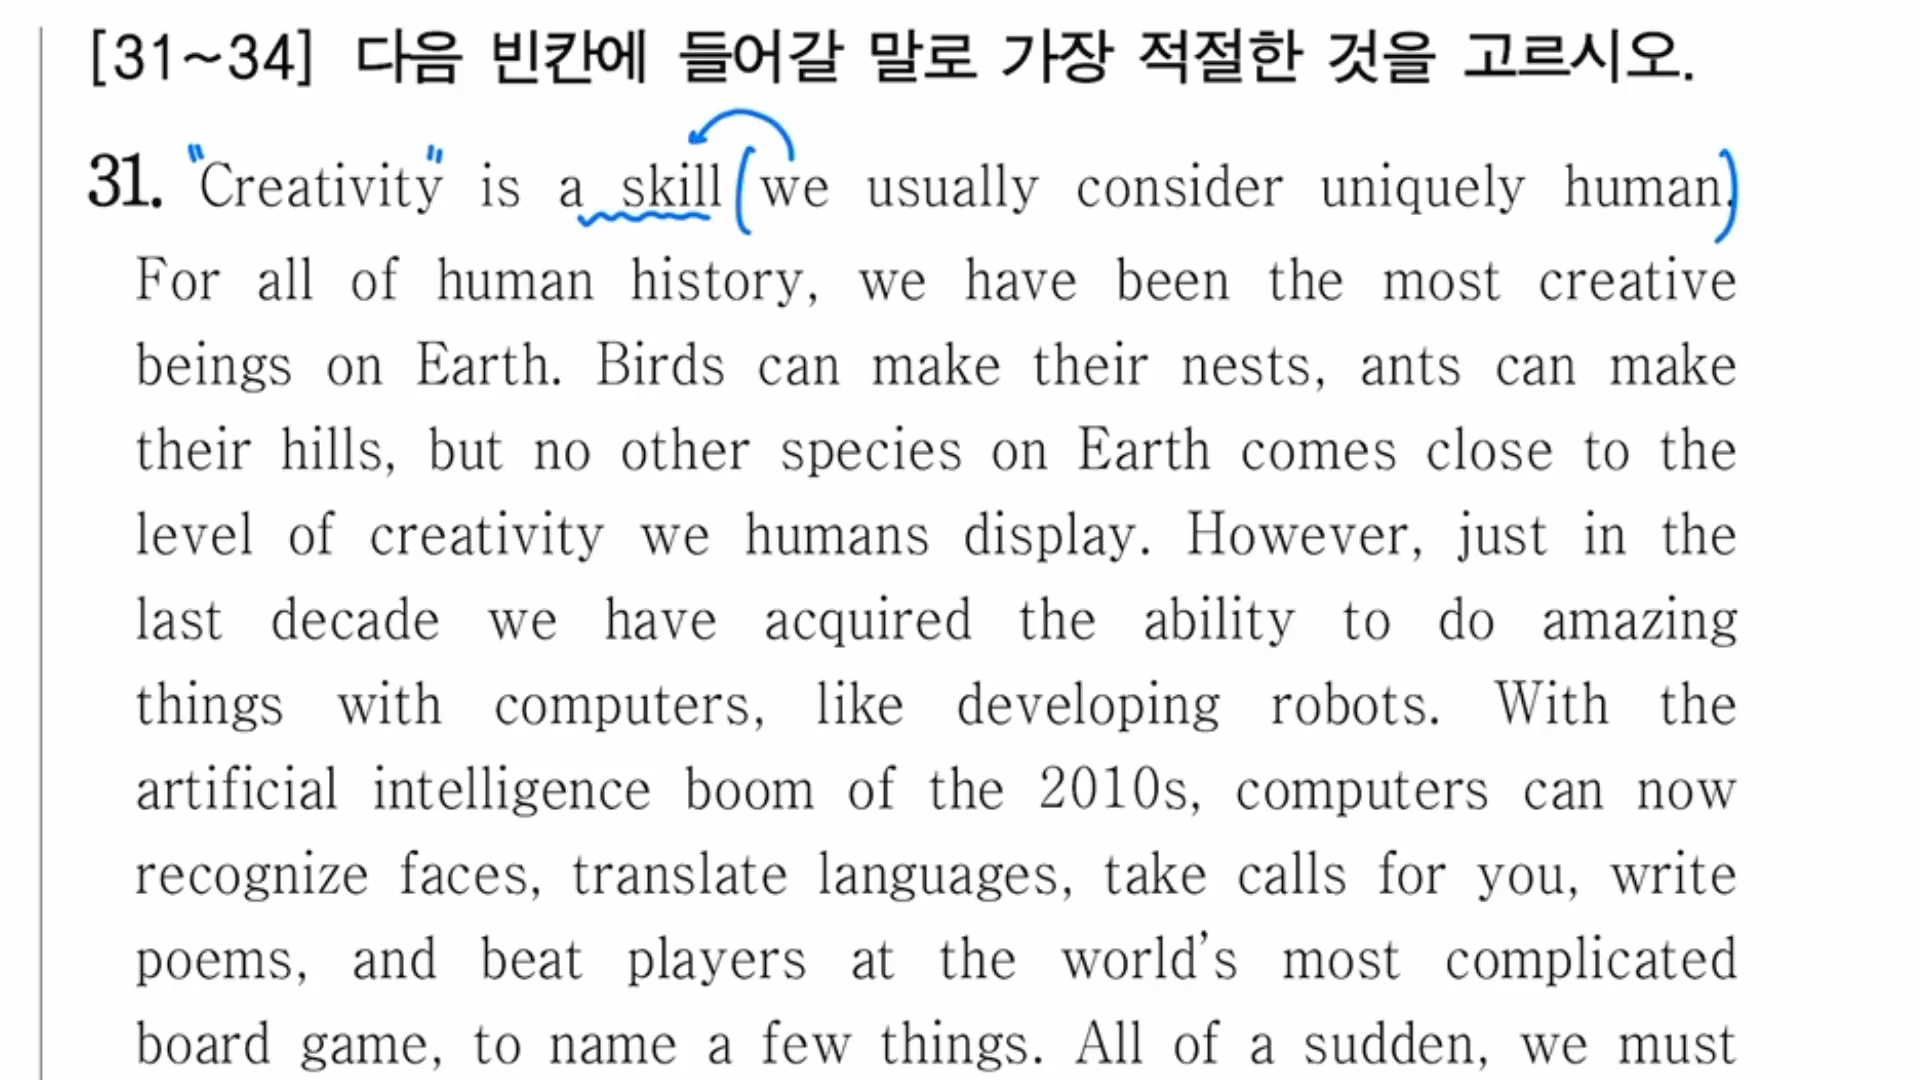 [31~34] 다음 빈칸에 들어갈 말로 가장 적절한 것을 고르시오.
31. "Creativity" is a skill (we usually consider uniquely human.)
For all of human history, we have been the most creative
beings on Earth. Birds can make their nests, ants can make
their hills, but no other species on Earth comes close to the
level of creativity we humans display. However, just in the
last decade we have acquired the ability to do amazing
things with computers, like developing robots. With the
artificial intelligence boom of the 2010s, computers can now
recognize faces, translate languages, take calls for you, write
poems, and beat players at the world's most complicated
board game, to name a few things. All of a sudden, we must